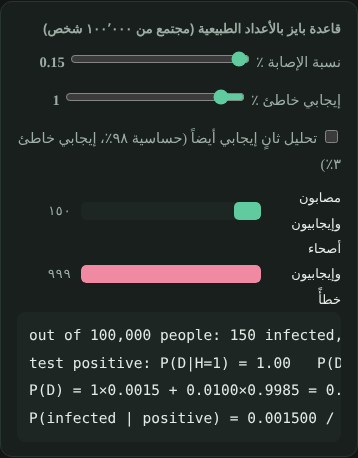 قاعدة بايز بالأعداد الطبيعية (مجتمع من ١٠٠٬٠٠٠ شخص)
نسبة الإصابة ٪ 0.15
إيجابي خاطئ ٪ 1
تحليل ثانٍ إيجابي أيضاً (حساسية ٩٨٪، إيجابي خاطئ
٣٪)
مصابون
وإيجابيون
١٥٠
أصحاء
وإيجابيون
خطأً
٩٩٩
out of 100,000 people: 150 infected,
test positive: P(D|H=1) = 1.00 P(D
P(D) = 1×0.0015 + 0.0100×0.9985 = 0.
P(infected | positive) = 0.001500 /